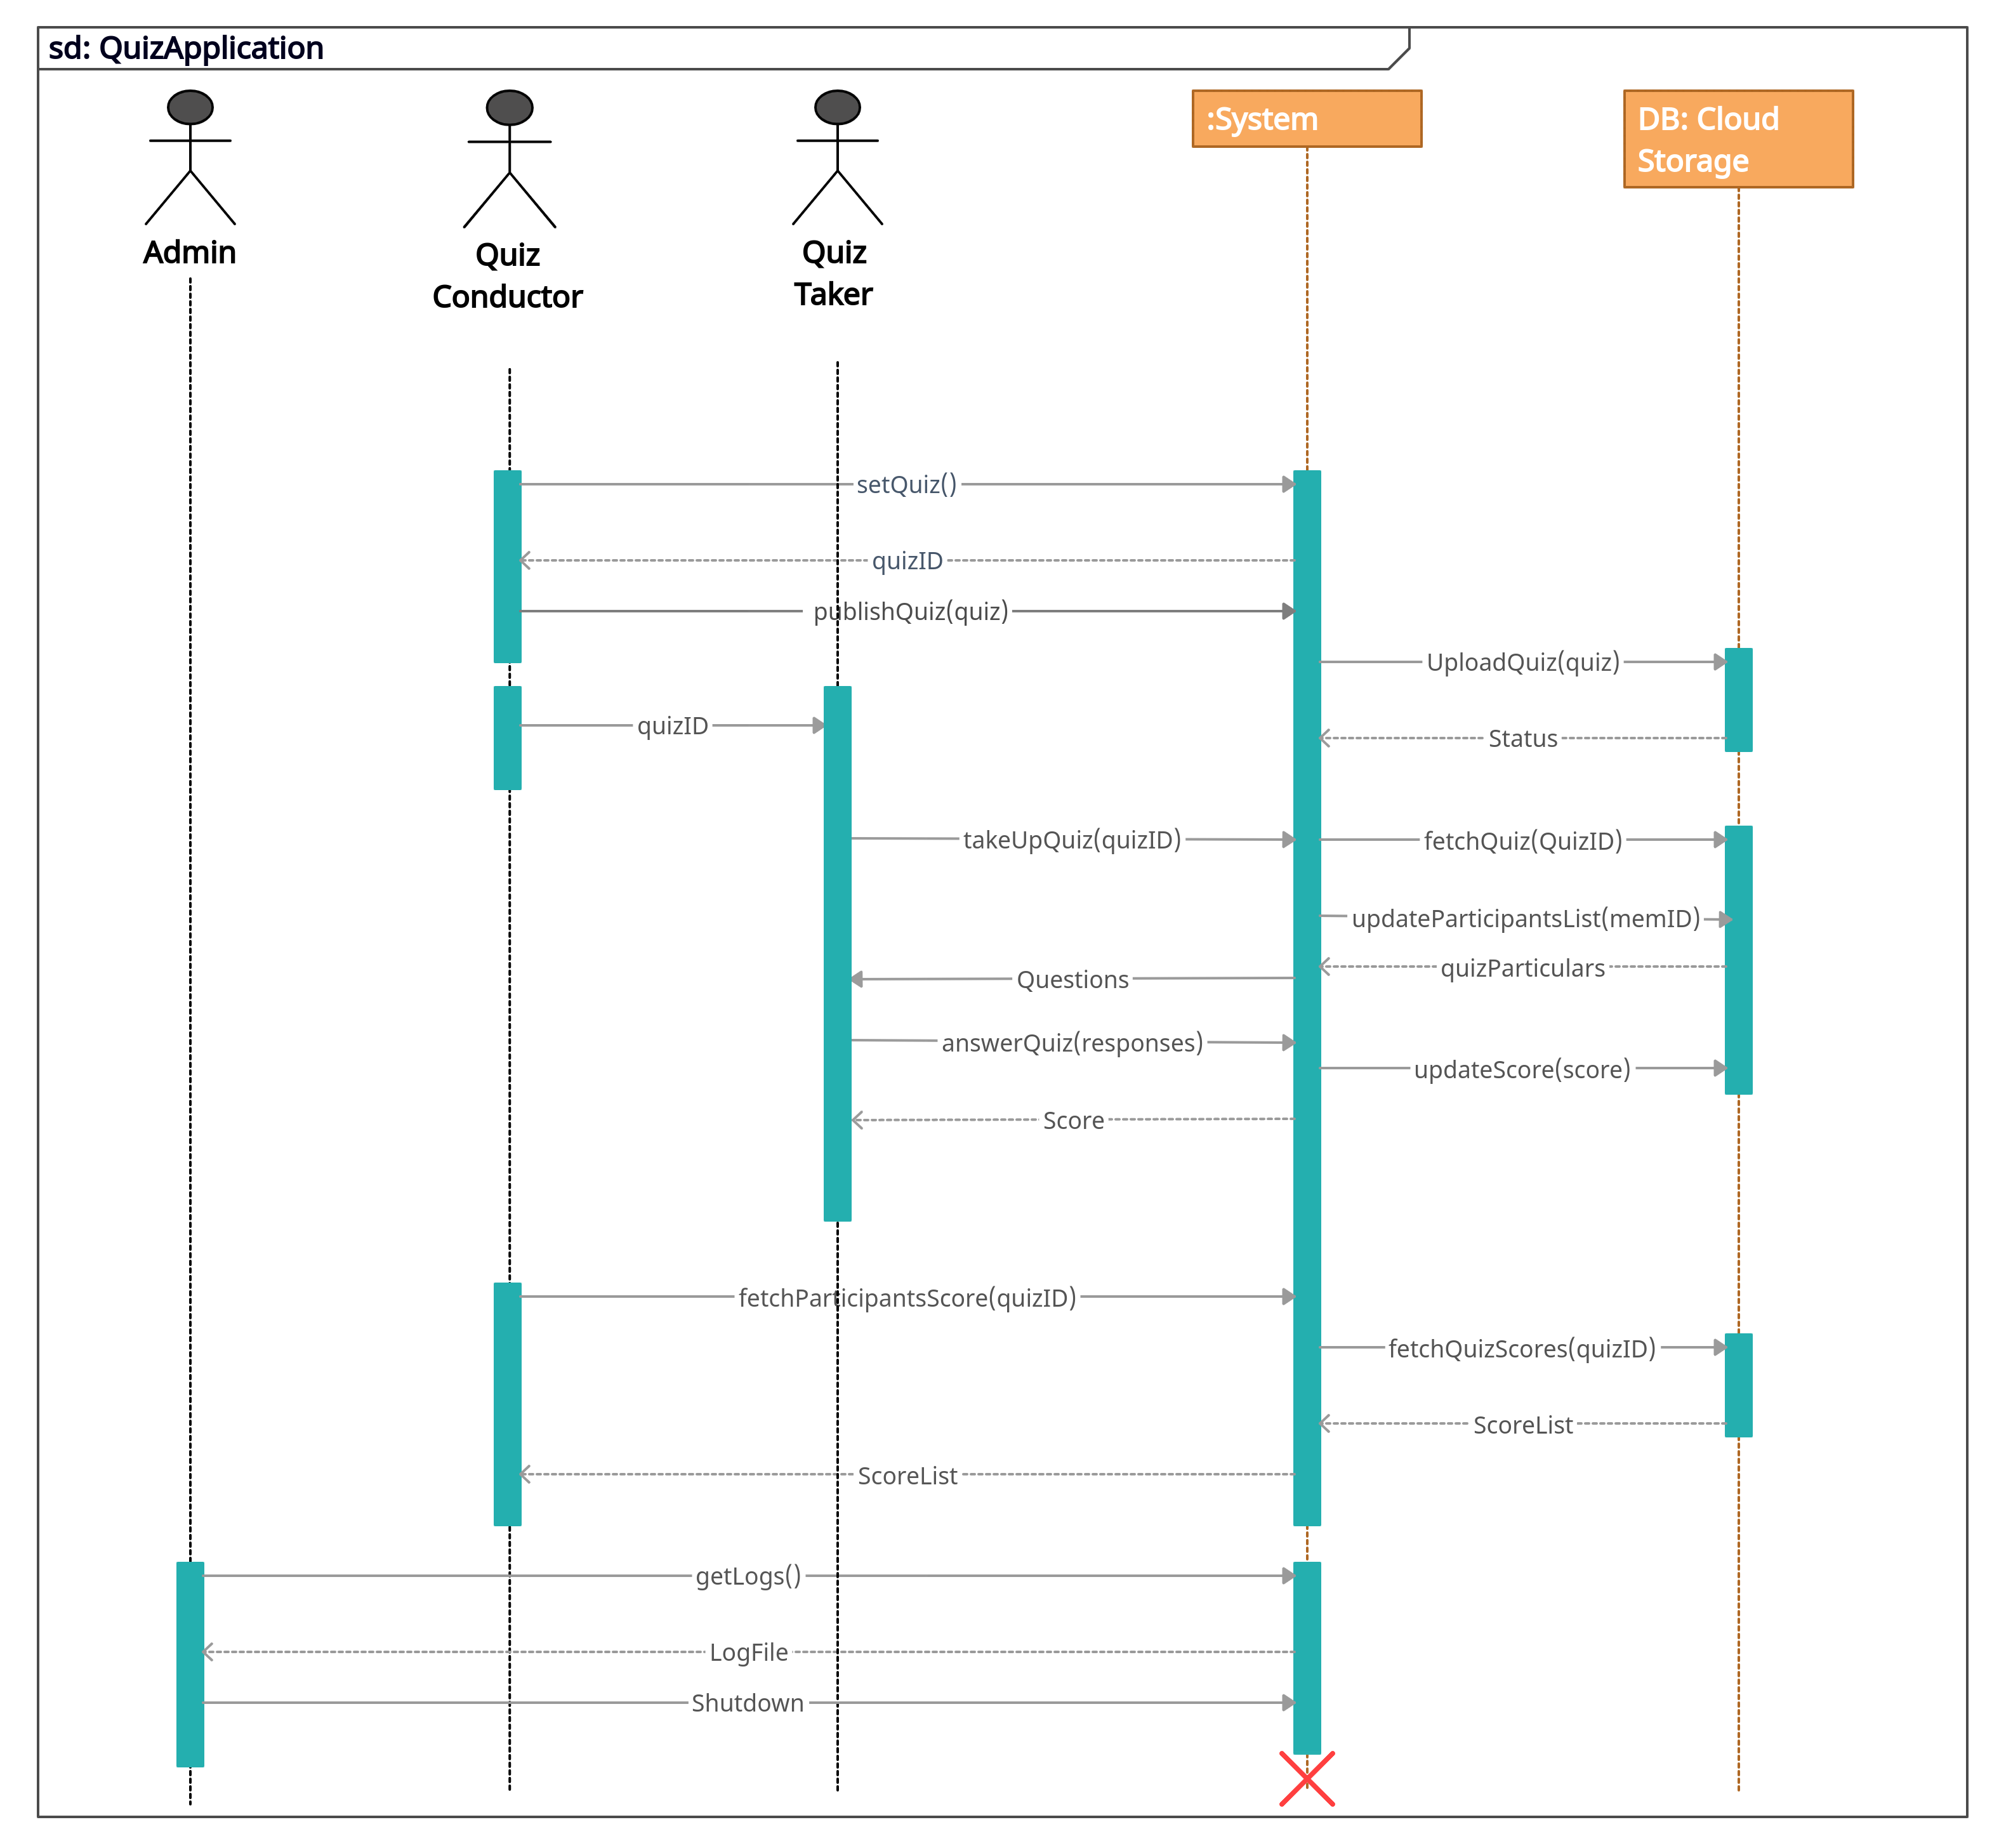 sd: QuizApplication
Admin
Quiz
Conductor
Quiz
Taker
:System
DB: Cloud
Storage
setQuiz()
quizID
publishQuiz(quiz)
UploadQuiz(quiz)
quizID
Status
takeUpQuiz(quizID)
fetchQuiz(QuizID)
updateParticipantsList(memID)
quizParticulars
Questions
answerQuiz(responses)
updateScore(score)
Score
fetchParticipantsScore(quizID)
fetchQuizScores(quizID)
ScoreList
ScoreList
getLogs()
LogFile
Shutdown